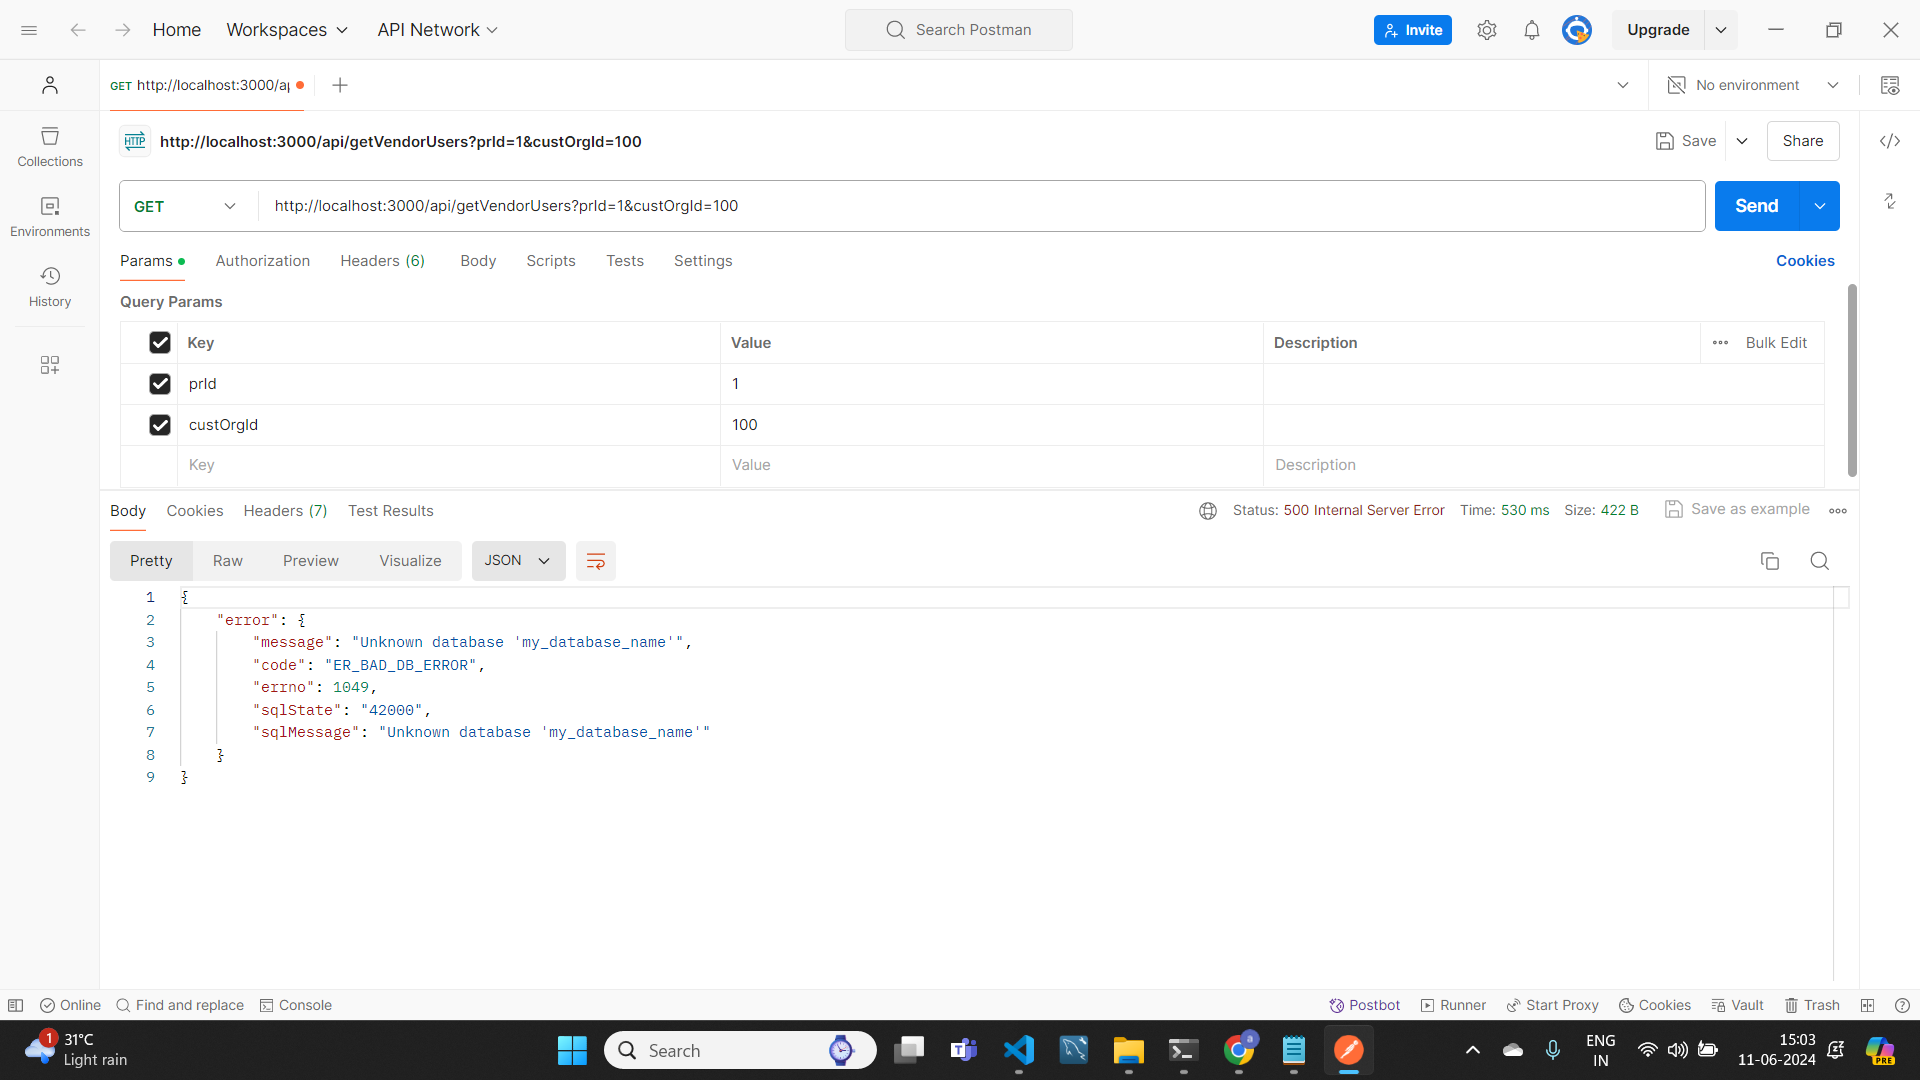 Home Workspaces API Network Search Postman Invite Upgrade
GET http://localhost:3000/a No environment
HTTP http://localhost:3000/api/getVendorUsers?prId=1&custOrgId=100 Save Share
GET http://localhost:3000/api/getVendorUsers?prId=1&custOrgId=100 Send
Collections
Environments
History
Params Authorization Headers (6) Body Scripts Tests Settings Cookies
Query Params
Key Value Description Bulk Edit
prId 1
custOrgId 100
Key Value Description
Body Cookies Headers (7) Test Results Status: 500 Internal Server Error Time: 530 ms Size: 422 B Save as example
Pretty Raw Preview Visualize JSON
1 {
2 "error": {
3 "message": "Unknown database 'my_database_name'",
4 "code": "ER_BAD_DB_ERROR",
5 "errno": 1049,
6 "sqlState": "42000",
7 "sqlMessage": "Unknown database 'my_database_name'"
8 }
9 }
Online Find and replace Console Postbot Runner Start Proxy Cookies Vault Trash
1 31°C
Light rain
Search
a
ENG
IN
15:03
11-06-2024
PRE